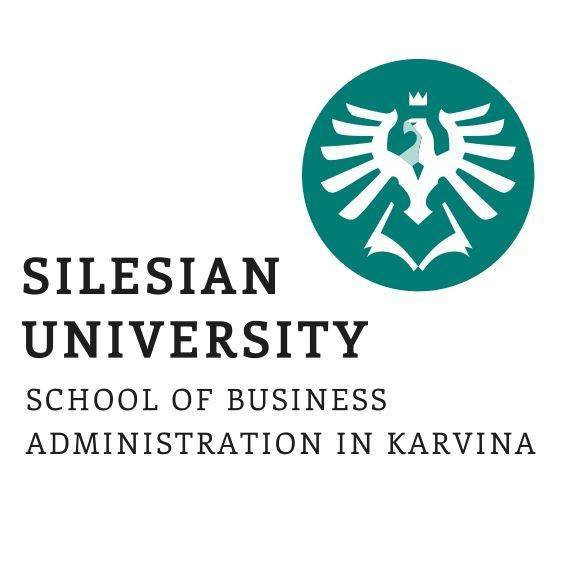 SILESIAN
UNIVERSITY
SCHOOL OF BUSINESS
ADMINISTRATION IN KARVINA